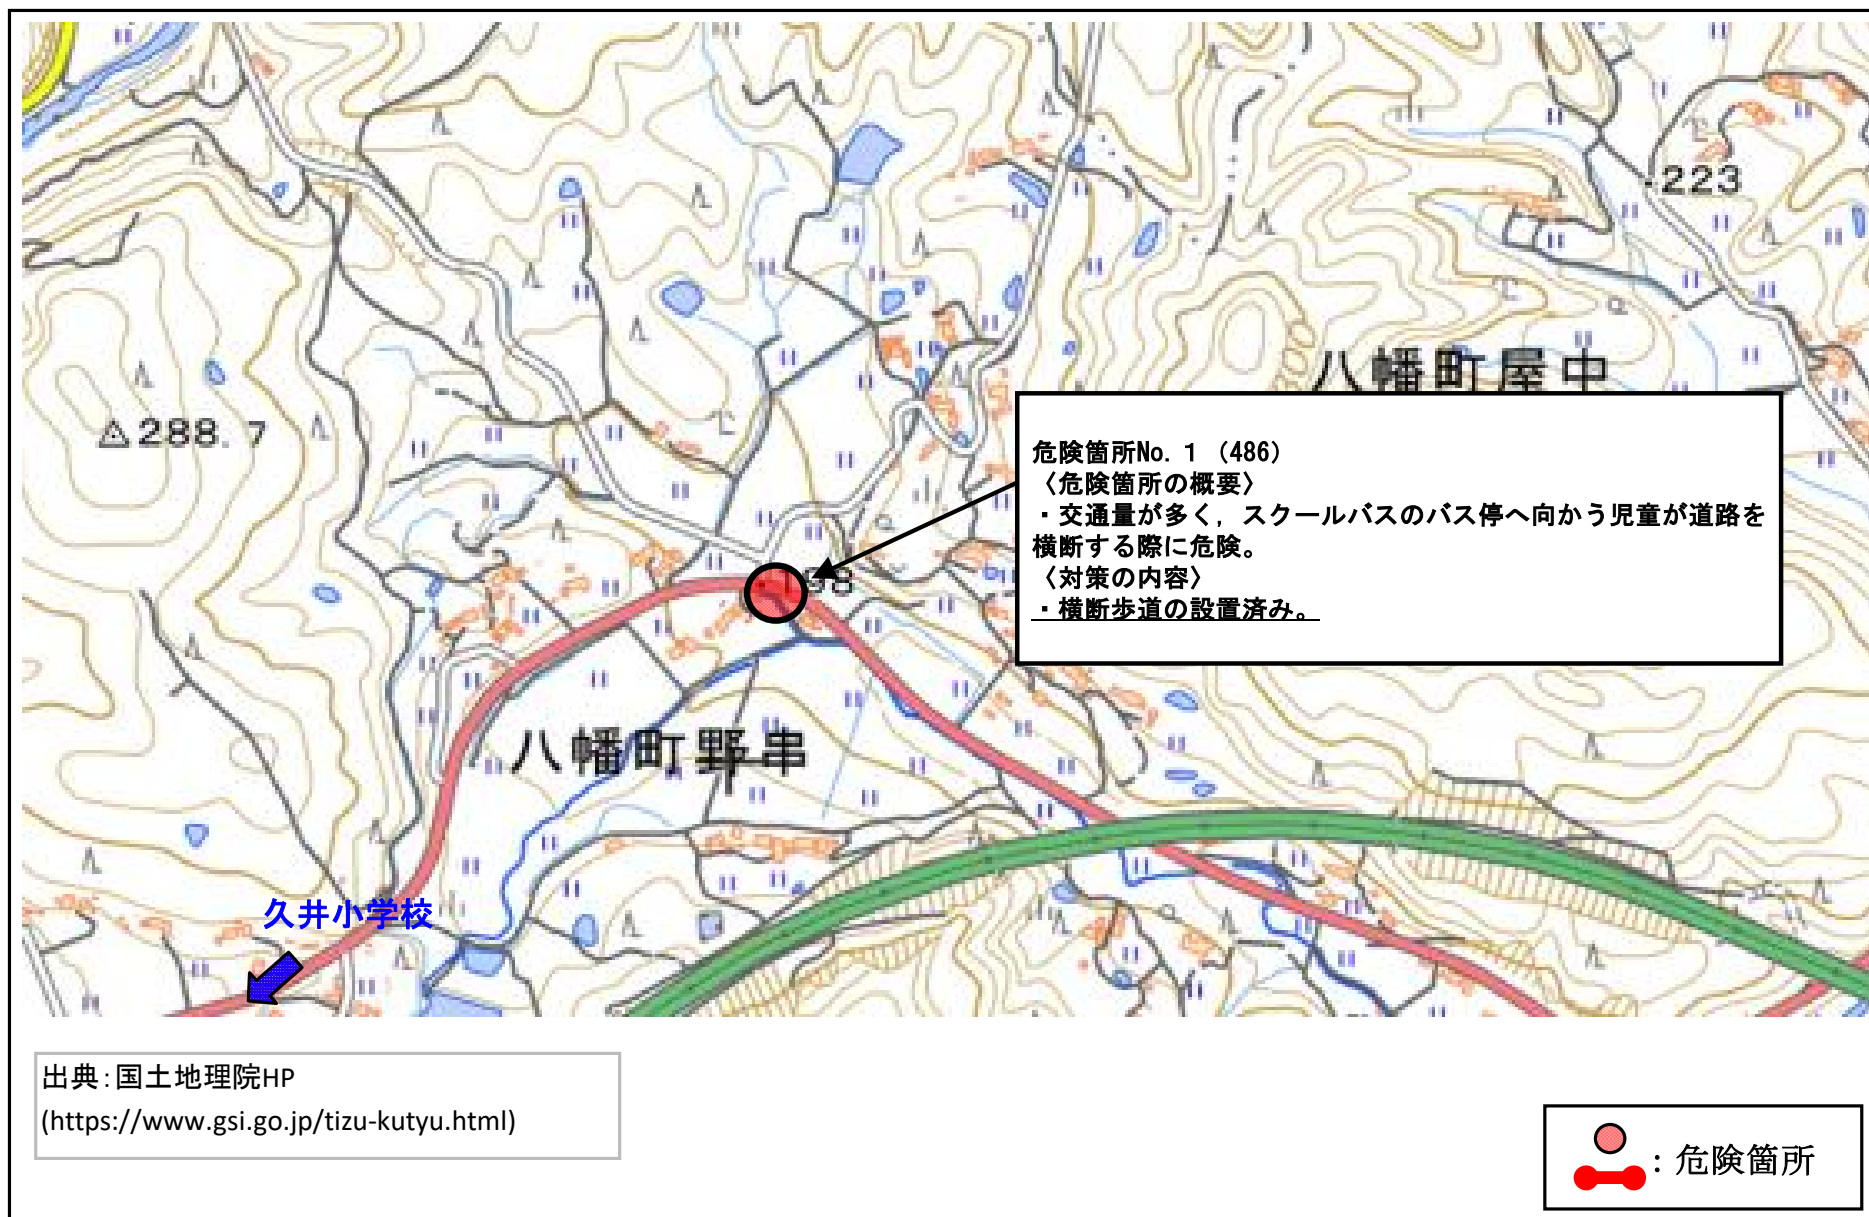 223
八幡町屋中
288.7
危険箇所No. 1 (486)
〈危険箇所の概要〉
・交通量が多く，スクールバスのバス停へ向かう児童が道路を
横断する際に危険。
〈対策の内容〉
・横断歩道の設置済み。
198
八幡町野串
久井小学校
出典：国土地理院HP
(https://www.gsi.go.jp/tizu-kutyu.html)
：危険箇所